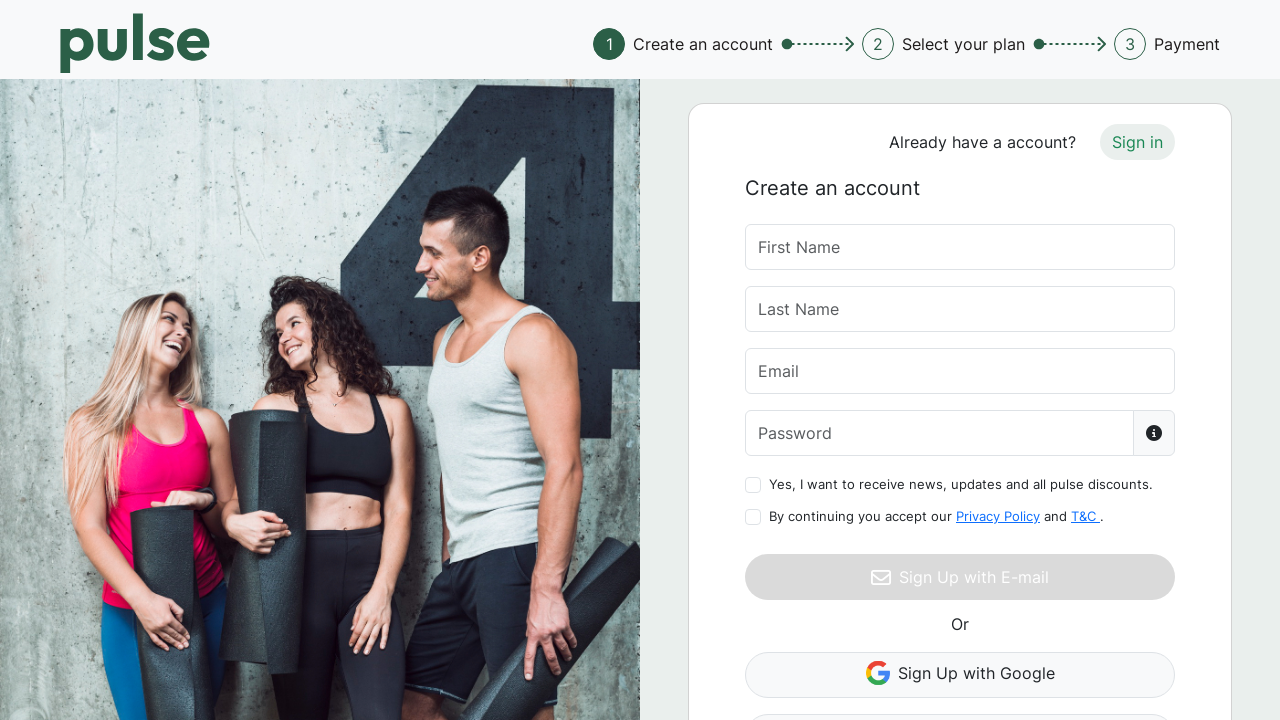 pulse
1 Create an account 2 Select your plan 3 Payment
4
Already have a account? Sign in
Create an account
First Name
Last Name
Email
Password
Yes, I want to receive news, updates and all pulse discounts.
By continuing you accept our Privacy Policy and T&C .
Sign Up with E-mail
Or
Sign Up with Google